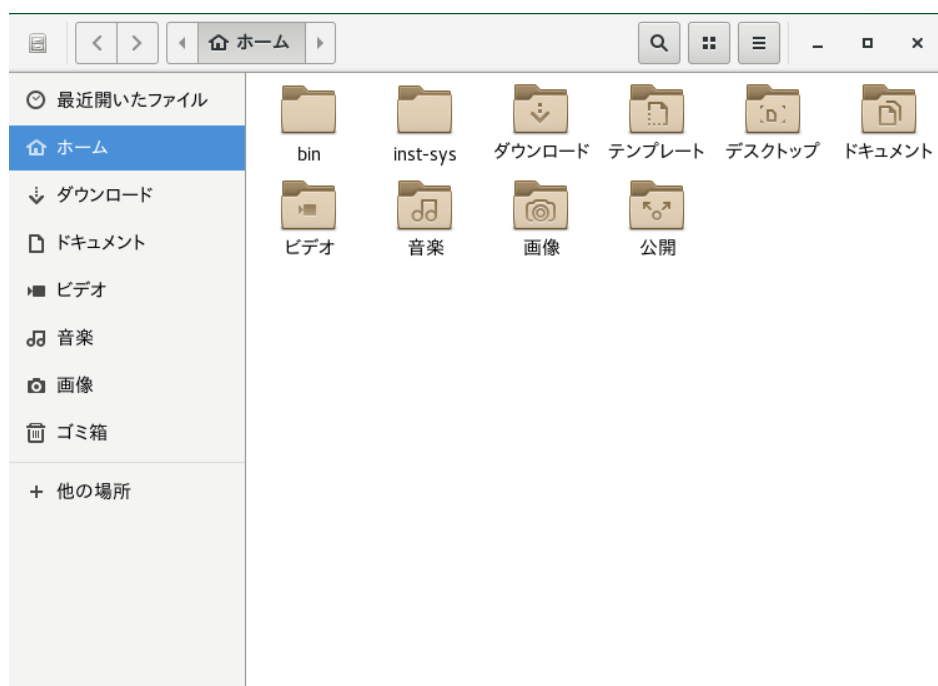 ホーム
最近開いたファイル
ホーム
ダウンロード
ドキュメント
ビデオ
音楽
画像
ゴミ箱
他の場所
bin
inst-sys
ダウンロード
テンプレート
デスクトップ
ドキュメント
ビデオ
音楽
画像
公開